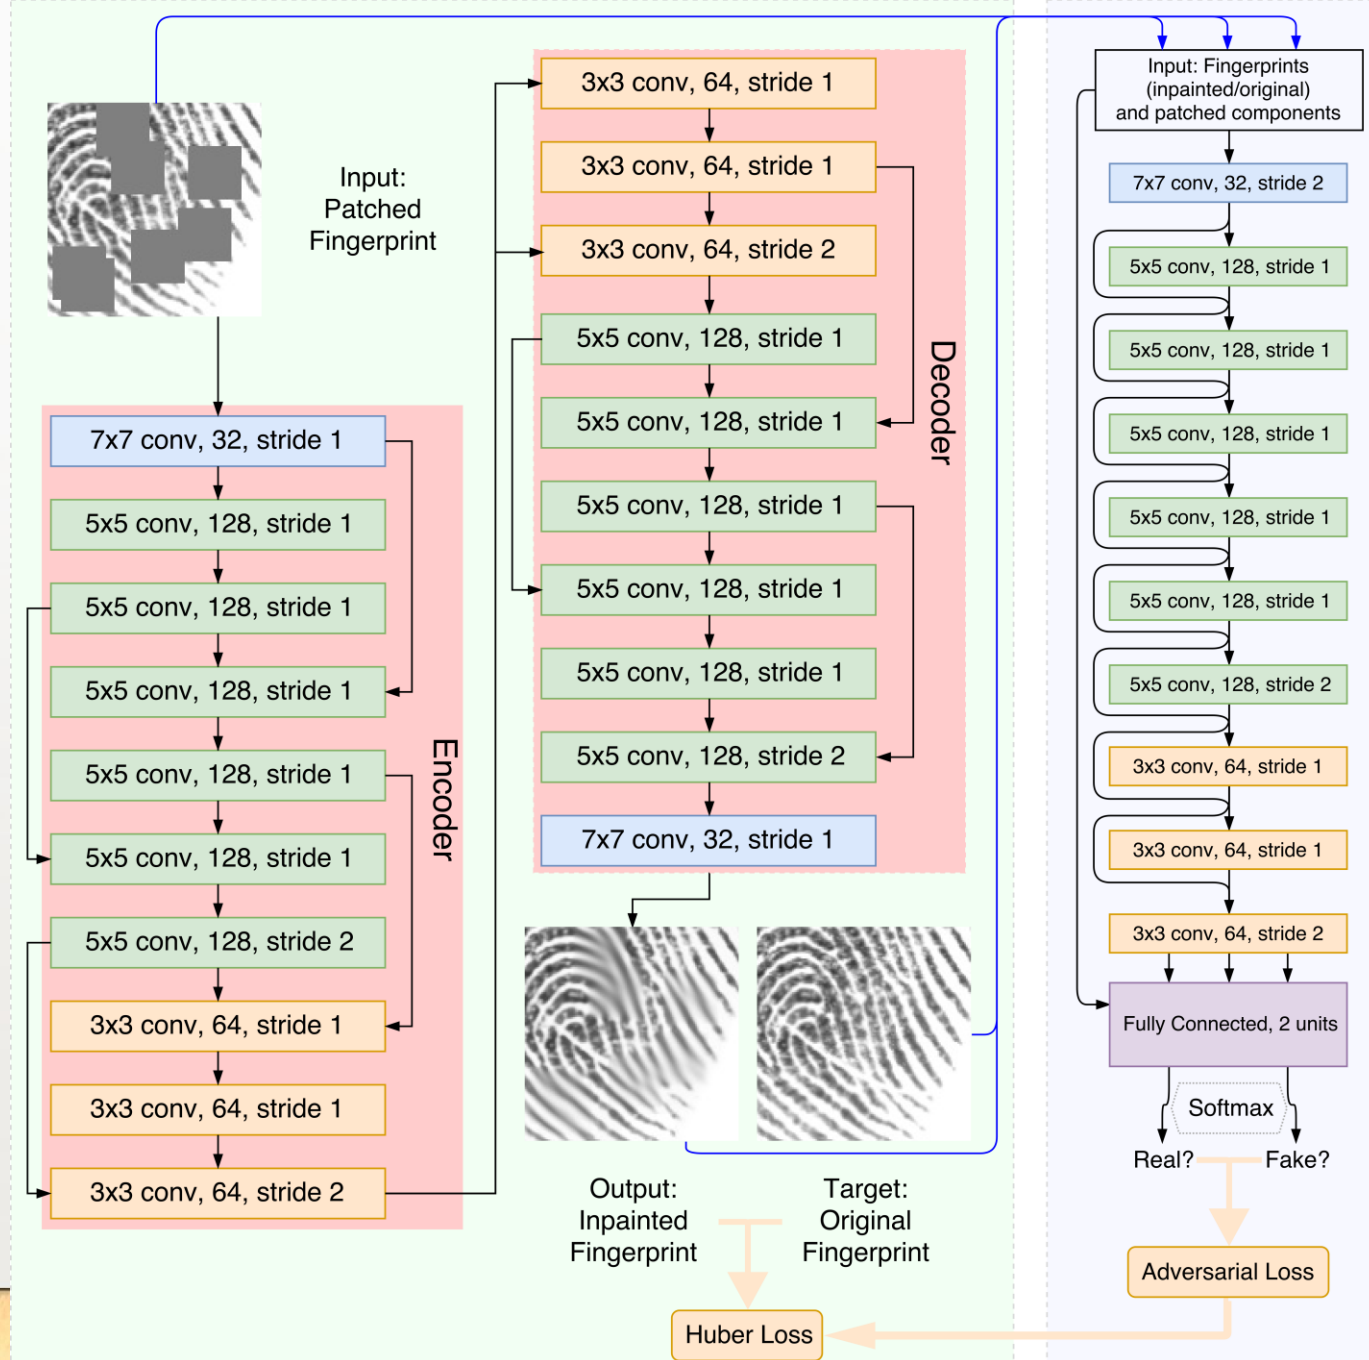 Input:
Patched
Fingerprint
7x7 conv, 32, stride 1
5x5 conv, 128, stride 1
5x5 conv, 128, stride 1
5x5 conv, 128, stride 1
5x5 conv, 128, stride 1
5x5 conv, 128, stride 1
5x5 conv, 128, stride 2
3x3 conv, 64, stride 1
3x3 conv, 64, stride 1
3x3 conv, 64, stride 2
Encoder
3x3 conv, 64, stride 1
3x3 conv, 64, stride 1
3x3 conv, 64, stride 2
5x5 conv, 128, stride 1
5x5 conv, 128, stride 1
5x5 conv, 128, stride 1
5x5 conv, 128, stride 1
5x5 conv, 128, stride 1
5x5 conv, 128, stride 2
7x7 conv, 32, stride 1
Decoder
Output:
Inpainted
Fingerprint
Target:
Original
Fingerprint
Huber Loss
Input: Fingerprints
(inpainted/original)
and patched components
7x7 conv, 32, stride 2
5x5 conv, 128, stride 1
5x5 conv, 128, stride 1
5x5 conv, 128, stride 1
5x5 conv, 128, stride 1
5x5 conv, 128, stride 1
5x5 conv, 128, stride 2
3x3 conv, 64, stride 1
3x3 conv, 64, stride 1
3x3 conv, 64, stride 2
Fully Connected, 2 units
Softmax
Real?
Fake?
Adversarial Loss